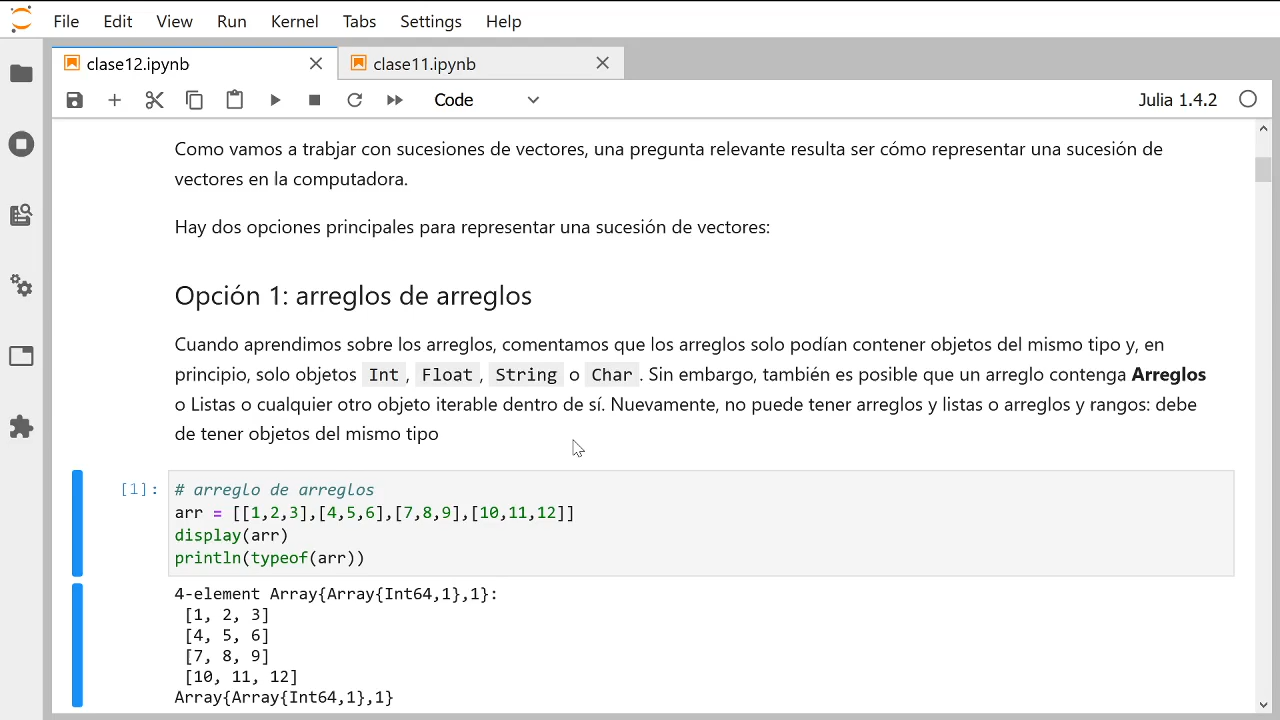 File Edit View Run Kernel Tabs Settings Help
clase12.ipynb clase11.ipynb
Code Julia 1.4.2
Como vamos a trabjar con sucesiones de vectores, una pregunta relevante resulta ser cómo representar una sucesión de
vectores en la computadora.
Hay dos opciones principales para representar una sucesión de vectores:
Opción 1: arreglos de arreglos
Cuando aprendimos sobre los arreglos, comentamos que los arreglos solo podían contener objetos del mismo tipo y, en
principio, solo objetos Int, Float, String o Char. Sin embargo, también es posible que un arreglo contenga Arreglos
o Listas o cualquier otro objeto iterable dentro de sí. Nuevamente, no puede tener arreglos y listas o arreglos y rangos: debe
de tener objetos del mismo tipo
[1]: # arreglo de arreglos
arr = [[1,2,3],[4,5,6],[7,8,9],[10,11,12]]
display(arr)
println(typeof(arr))
4-element Array{Array{Int64,1},1}:
[1, 2, 3]
[4, 5, 6]
[7, 8, 9]
[10, 11, 12]
Array{Array{Int64,1},1}